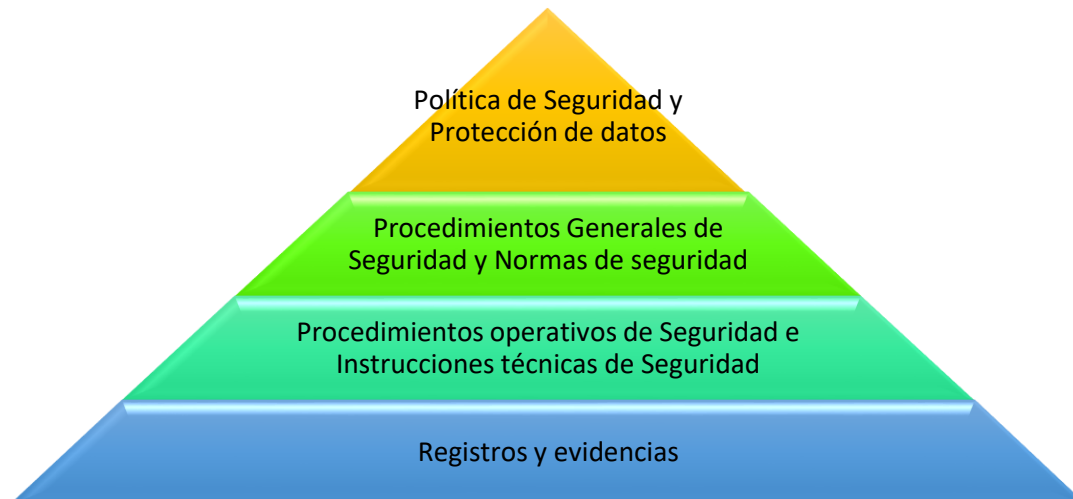 Política de Seguridad y
Protección de datos
Procedimientos Generales de
Seguridad y Normas de seguridad
Procedimientos operativos de Seguridad e
Instrucciones técnicas de Seguridad
Registros y evidencias